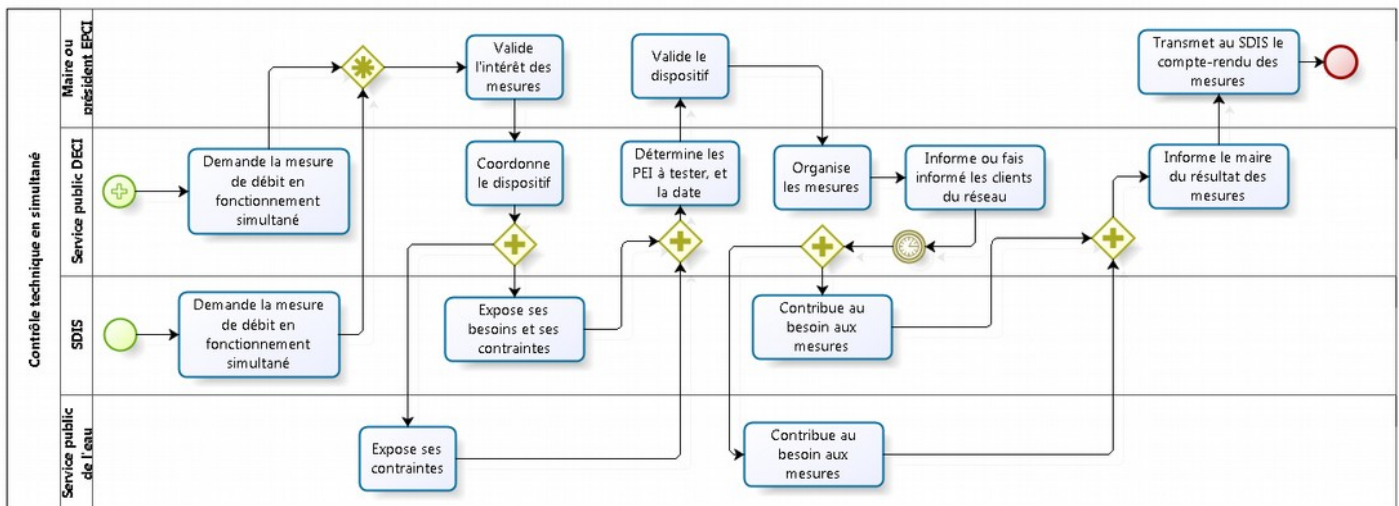 Contrôle technique en simultané
Maire ou
président EPCI
Valide
l'intérêt des
mesures
Valide le
dispositif
Transmet au SDIS le
compte-rendu des
mesures
Service public DECI
Demande la mesure
de débit en
fonctionnement
simultané
Coordonne
le dispositif
Détermine les
PEI à tester, et
la date
Organise
les mesures
Informe ou fais
informé les clients
du réseau
Informe le maire
du résultat des
mesures
SDIS
Demande la mesure
de débit en
fonctionnement
simultané
Expose ses
besoins et ses
contraintes
Contribue au
besoin aux
mesures
Service public
de l'eau
Expose ses
contraintes
Contribue au
besoin aux
mesures